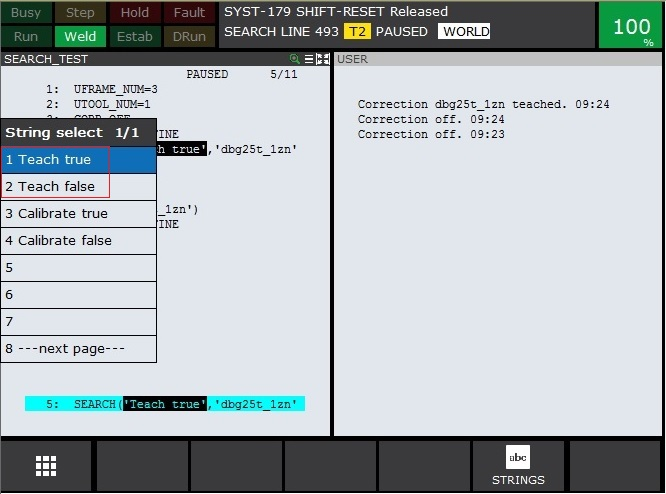 Busy Step Hold Fault
Run Weld Estab DRun
SYST-179 SHIFT-RESET Released
SEARCH LINE 493 T2 PAUSED WORLD
100
%
SEARCH_TEST
PAUSED 5/11
1: UFRAME_NUM=3
2: UTOOL_NUM=1
String select 1/1
1 Teach true
2 Teach false
3 Calibrate true
4 Calibrate false
5
6
7
8 ---next page---
INE
h true','dbg25t_1zn'
_1zn')
INE
5: SEARCH('Teach true','dbg25t_1zn'
USER
Correction dbg25t_1zn teached. 09:24
Correction off. 09:24
Correction off. 09:23
abc
STRINGS